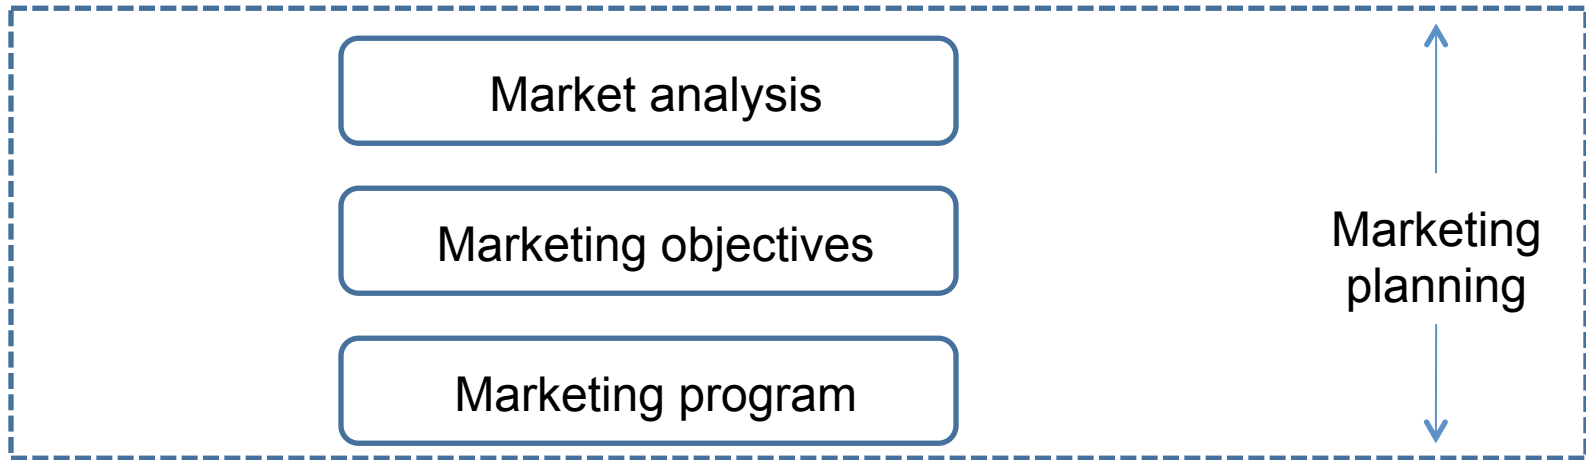 Market analysis
Marketing objectives
Marketing
planning
Marketing program